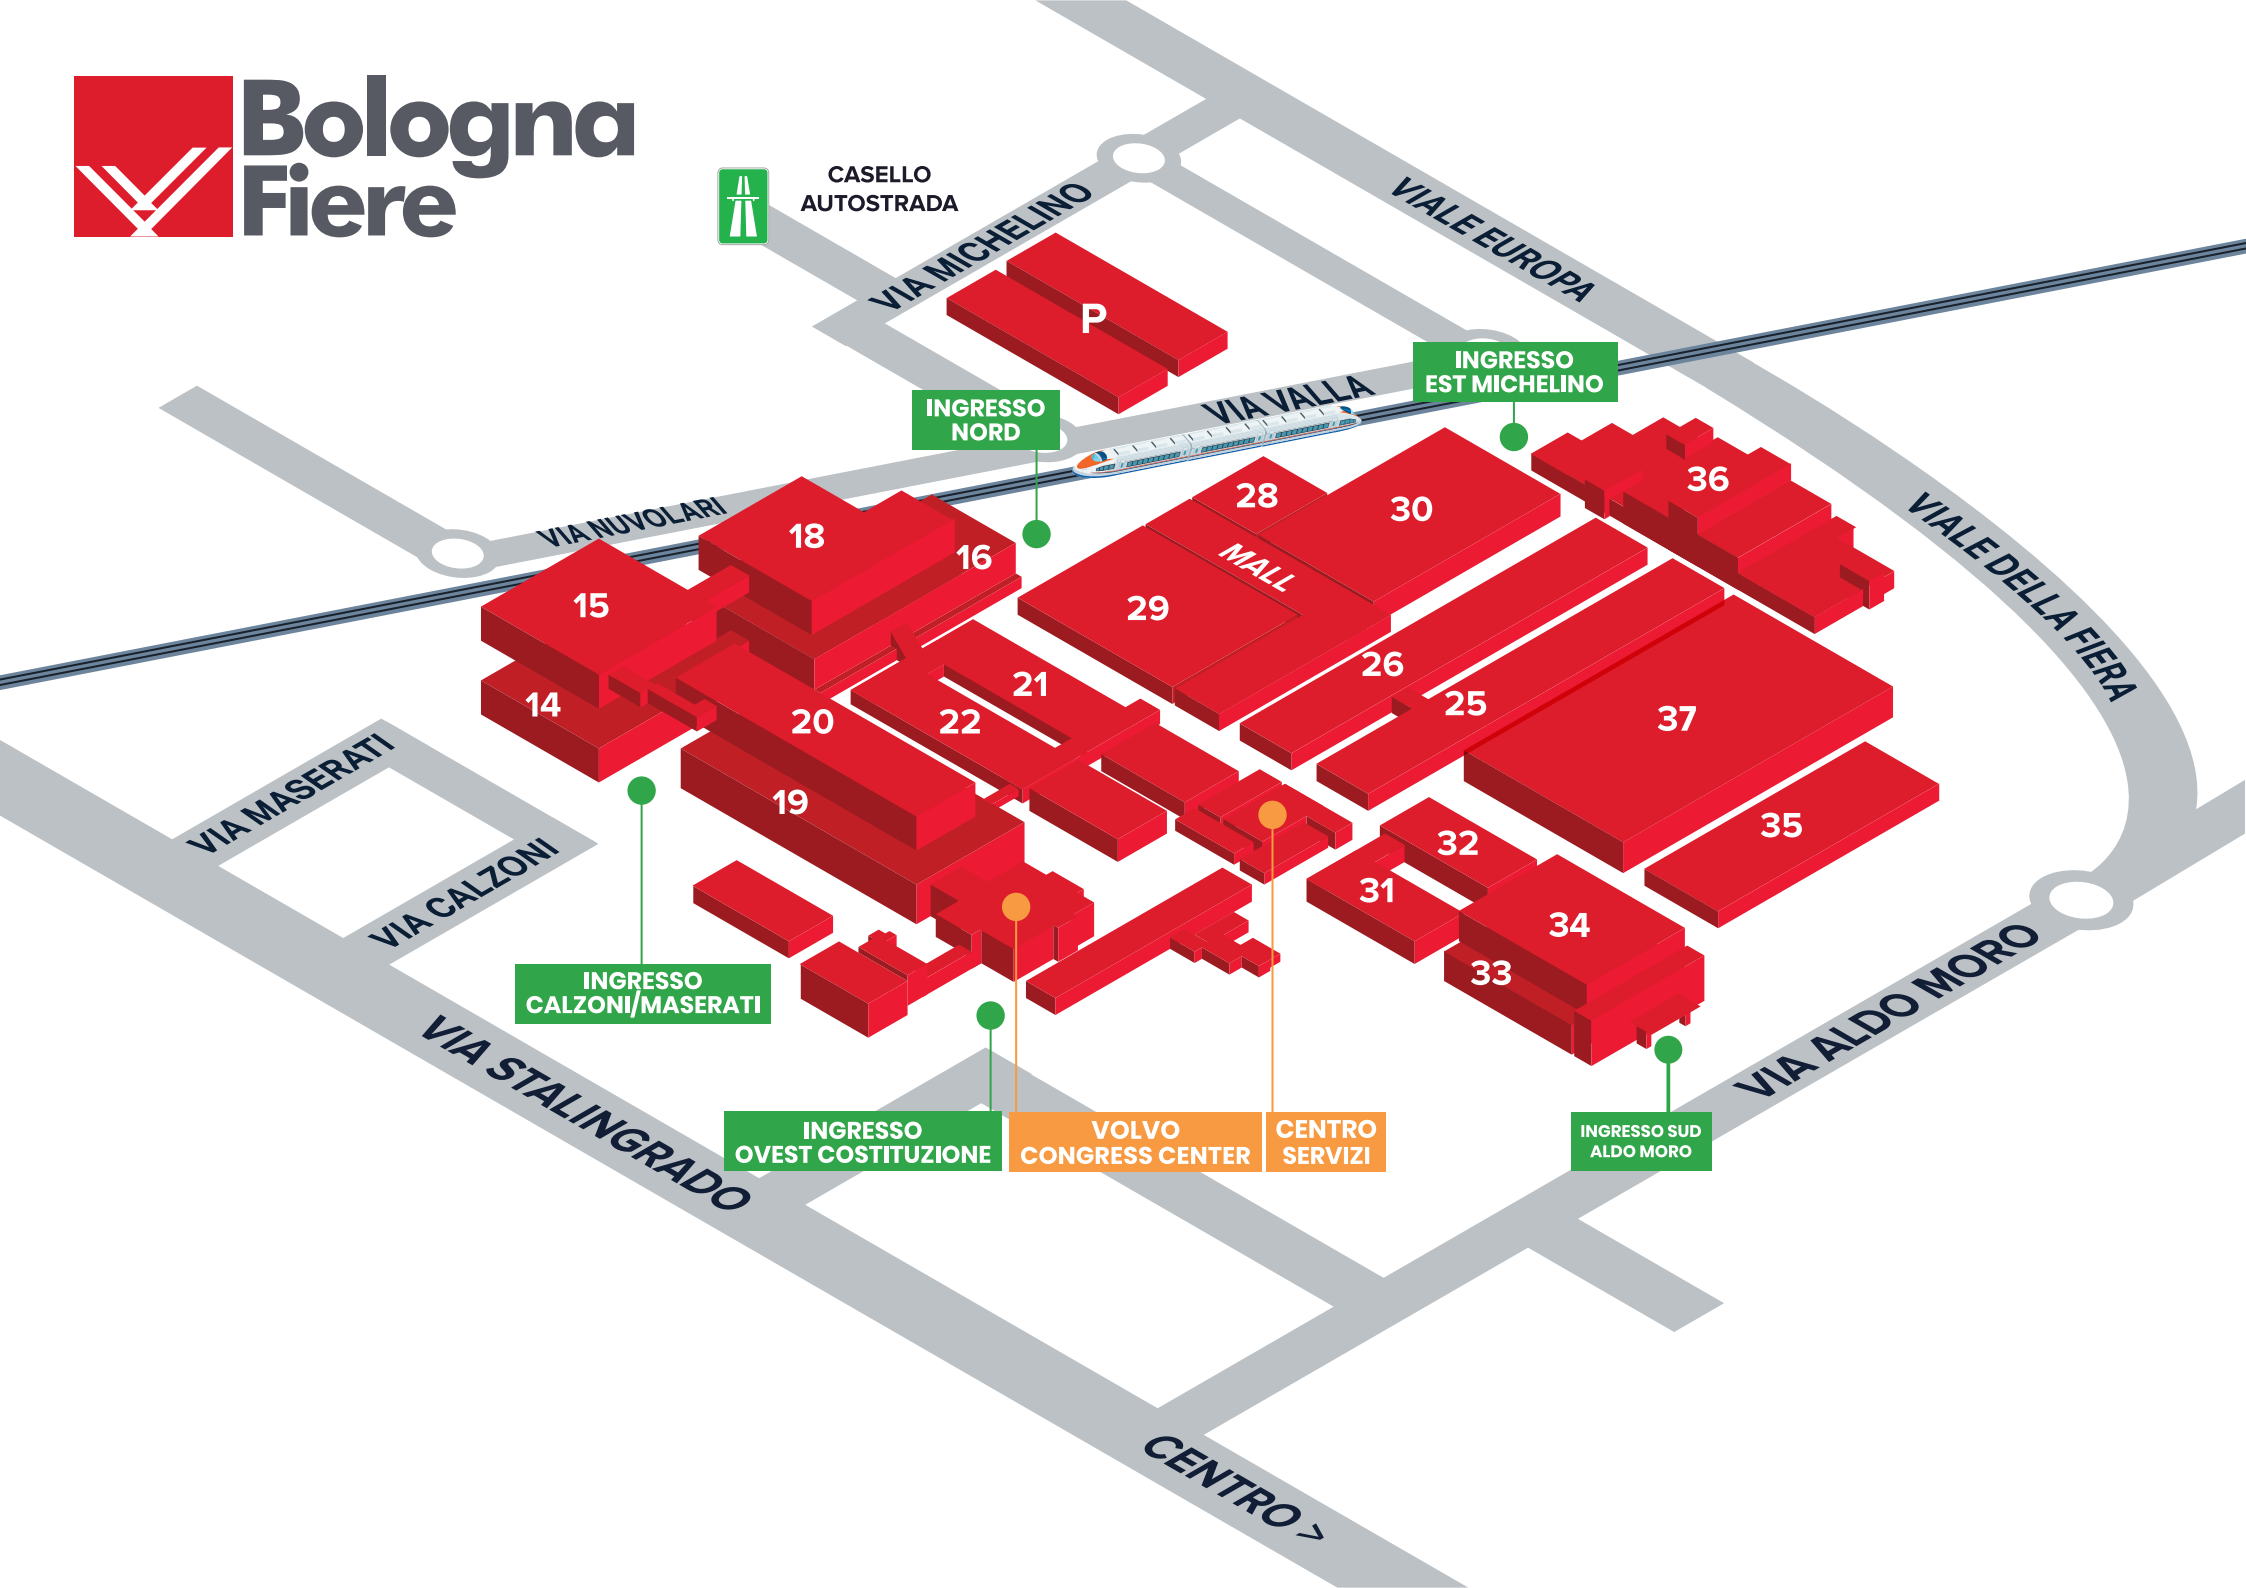 Bologna
Fiere
CASELLO
AUTOSTRADA
VIA MICHELINO
VIALE EUROPA
P
INGRESSO
EST MICHELINO
VIA VALLA
INGRESSO
NORD
VIA NUVOLARI
36
28
30
18
16
MALL
VIALE DELLA FIERA
15
29
26
21
25
14
20
22
37
VIA MASERATI
19
35
32
VIA CALZONI
31
34
33
VIA ALDO MORO
INGRESSO
CALZONI/MASERATI
VIA STALINGRADO
INGRESSO
OVEST COSTITUZIONE
VOLVO
CONGRESS CENTER
CENTRO
SERVIZI
INGRESSO SUD
ALDO MORO
CENTRO >